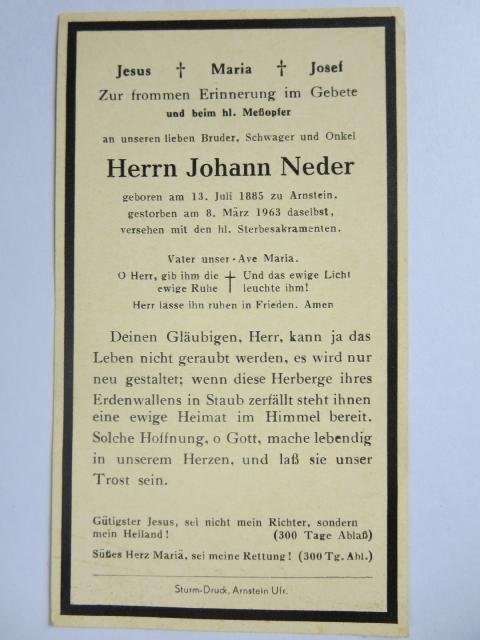 Jesus † Maria † Josef
Zur frommen Erinnerung im Gebete
und beim hl. Meßopfer
an unseren lieben Bruder, Schwager und Onkel
Herrn Johann Neder
geboren am 13. Juli 1885 zu Arnstein,
gestorben am 8. März 1963 daselbst,
versehen mit den hl. Sterbesakramenten.
Vater unser - Ave Maria.
O Herr, gib ihm die † Und das ewige Licht
ewige Ruhe leuchte ihm!
Herr lasse ihn ruhen in Frieden. Amen
Deinen Gläubigen, Herr, kann ja das
Leben nicht geraubt werden, es wird nur
neu gestaltet; wenn diese Herberge ihres
Erdenwallens in Staub zerfällt steht ihnen
eine ewige Heimat im Himmel bereit.
Solche Hoffnung, o Gott, mache lebendig
in unserem Herzen, und laß sie unser
Trost sein.
Gütigster Jesus, sei nicht mein Richter, sondern
mein Heiland! (300 Tage Ablaß)
Süßes Herz Mariä, sei meine Rettung! (300 Tg. Abl.)
Sturm-Druck, Arnstein Ufr.